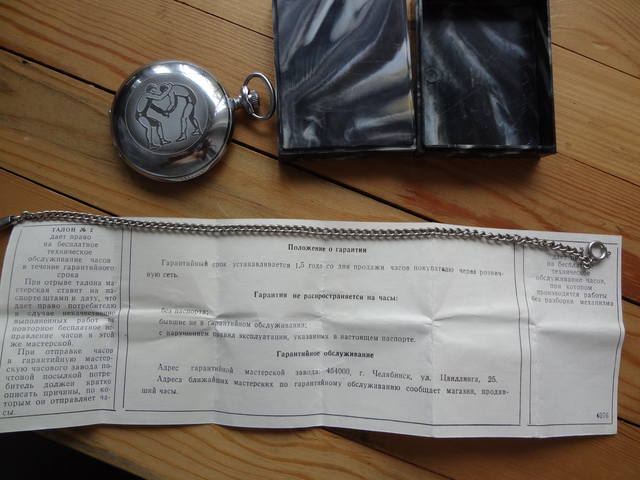 ТАЛОН № 2
дает право
на бесплатное
техническое
обслуживание часов
в течение гарантийного
срока
При отрыве талона ма-
стерская ставит на па-
спорте штамп и дату, что
дает право потребителю
в случае некачественно
выполненных работ на
повторное бесплатное ис-
правление часов в этой
же мастерской.
При отправке часов
в гарантийную мастер-
скую часового завода по-
чтовой посылкой потре-
битель должен кратко
описать причины, по ко-
торым он отправляет ча-
сы.
Положение о гарантии
Гарантийный срок устанавливается 1,5 года со дня продажи часов покупателю через рознич-
ную сеть.
Гарантия не распространяется на часы:
без паспорта;
бывшие не в гарантийном обслуживании;
с нарушением правил эксплуатации, указанных в настоящем паспорте.
Гарантийное обслуживание
Адрес гарантийной мастерской завода: 454000, г. Челябинск, ул. Цвиллинга, 25.
Адреса ближайших мастерских по гарантийному обслуживанию сообщает магазин, продав-
ший часы.
на беспл
техническое
обслуживание часов,
при котором
производятся работы
без разборки механизма
4076